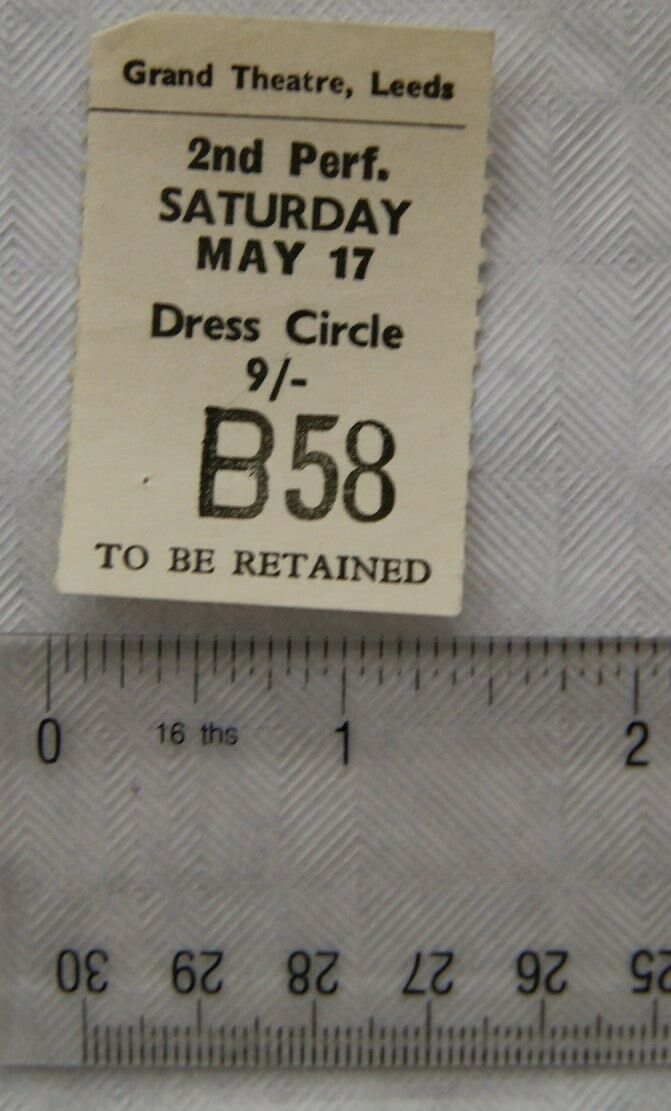 Grand Theatre, Leeds
2nd Perf.
SATURDAY
MAY 17
Dress Circle
9/-
B58
TO BE RETAINED
0 16 ths 1 2
30 29 28 27 26 25